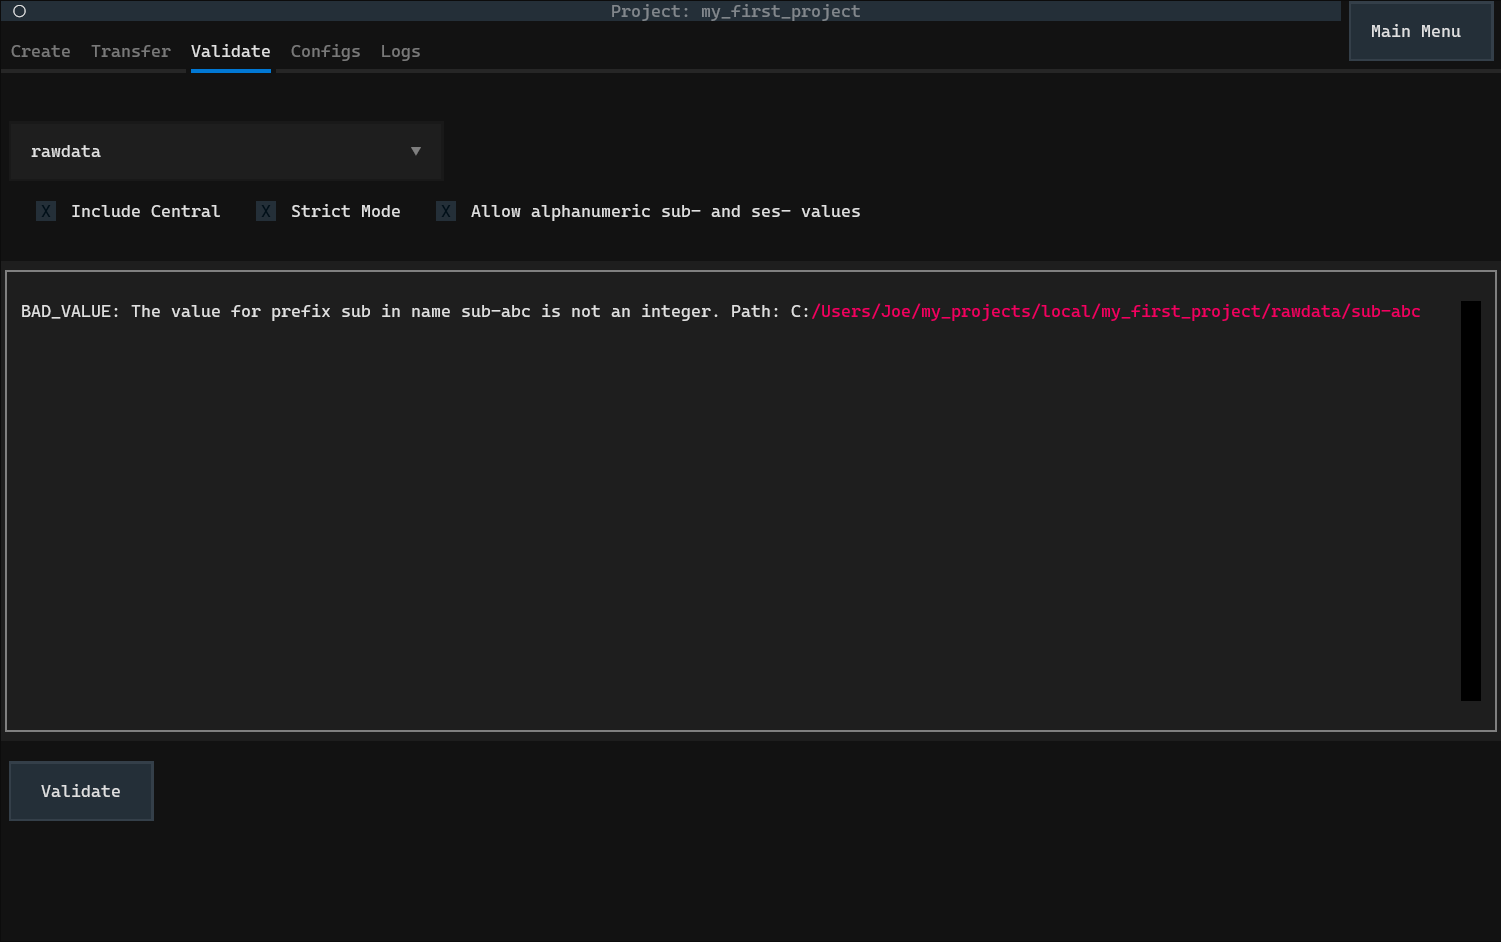 Project: my_first_project
Main Menu
Create Transfer Validate Configs Logs
rawdata ▼
X Include Central X Strict Mode X Allow alphanumeric sub- and ses- values
BAD_VALUE: The value for prefix sub in name sub-abc is not an integer. Path: C:/Users/Joe/my_projects/local/my_first_project/rawdata/sub-abc
Validate